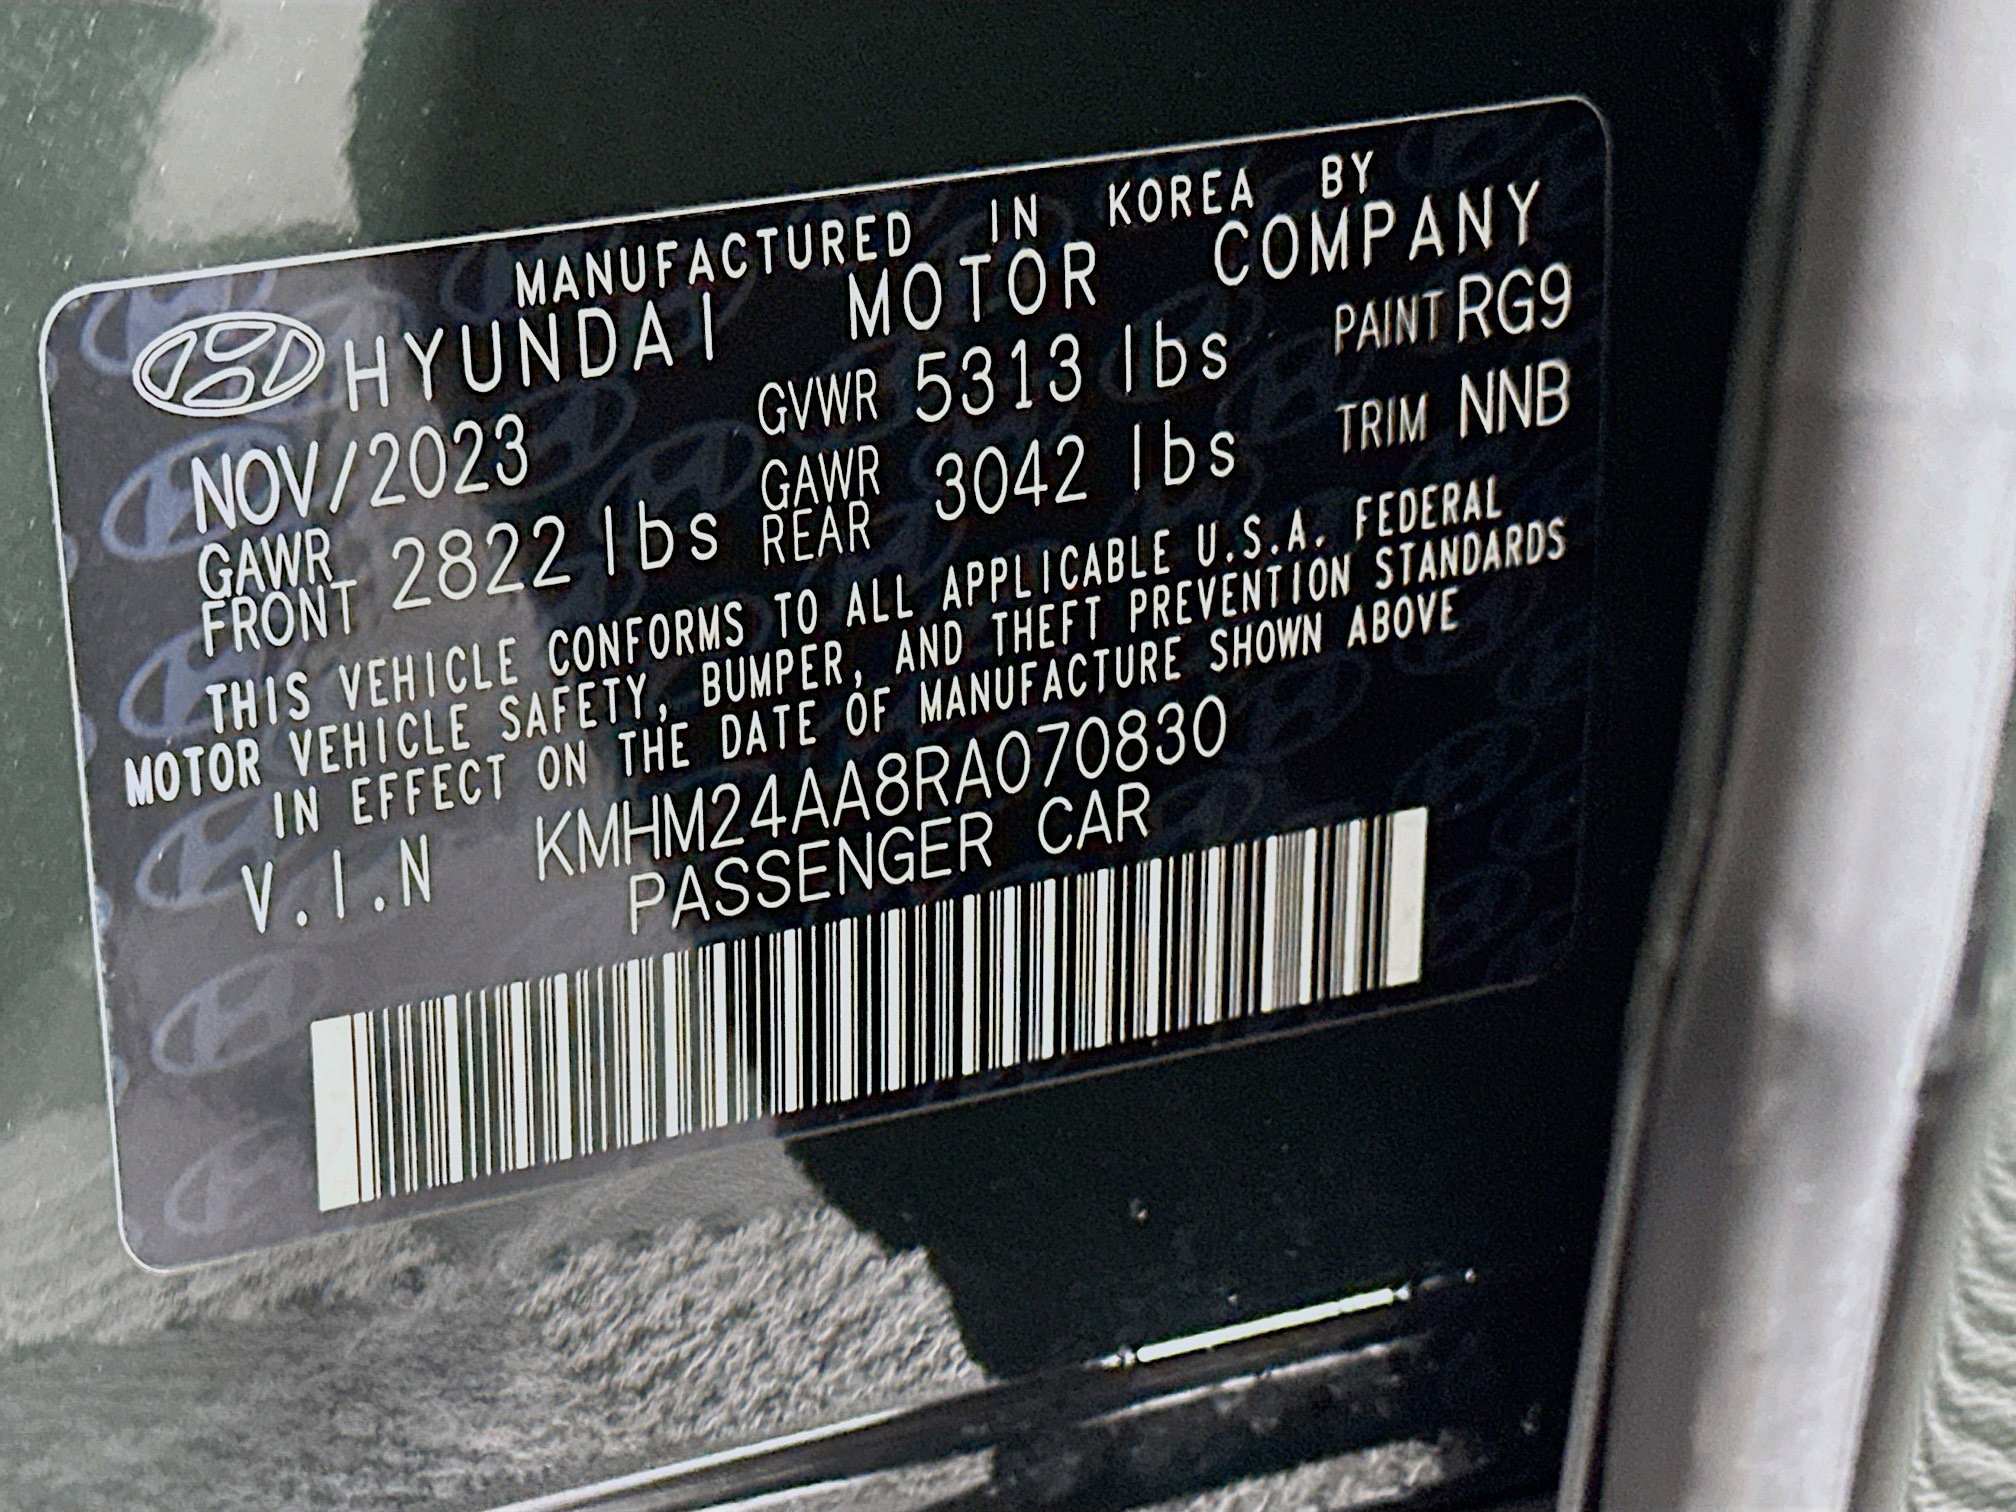 MANUFACTURED IN KOREA BY
HYUNDAI MOTOR COMPANY
NOV/2023 GVWR 5313 lbs PAINT RG9
GAWR FRONT 2822 lbs GAWR REAR 3042 lbs TRIM NNB
THIS VEHICLE CONFORMS TO ALL APPLICABLE U.S.A. FEDERAL
MOTOR VEHICLE SAFETY, BUMPER, AND THEFT PREVENTION STANDARDS
IN EFFECT ON THE DATE OF MANUFACTURE SHOWN ABOVE
V.I.N KMHM24AA8RA070830
PASSENGER CAR